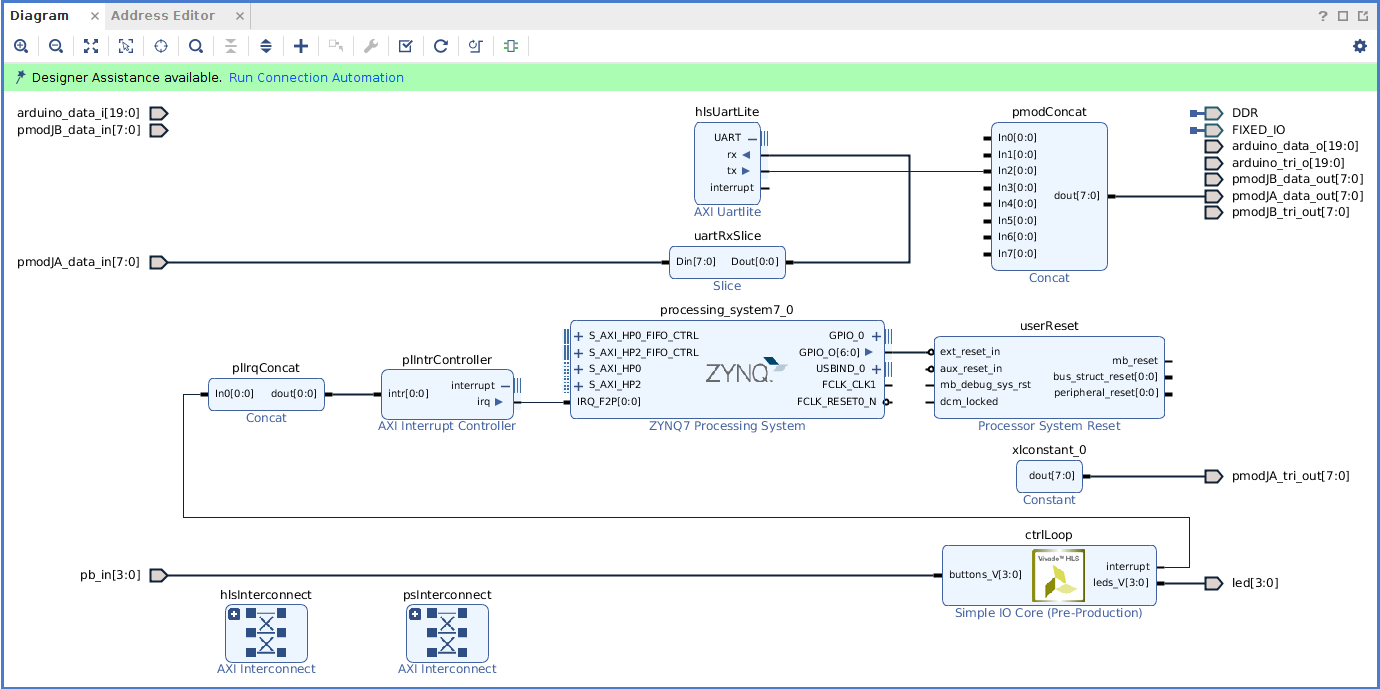 Diagram
Address Editor
Designer Assistance available. Run Connection Automation
arduino_data_i[19:0]
pmodJB_data_in[7:0]
pmodJA_data_in[7:0]
hlsUartLite
UART
rx
tx
interrupt
AXI Uartlite
uartRxSlice
Din[7:0] Dout[0:0]
Slice
pmodConcat
In0[0:0]
In1[0:0]
In2[0:0]
In3[0:0]
In4[0:0]
In5[0:0]
In6[0:0]
In7[0:0]
dout[7:0]
Concat
DDR
FIXED_IO
arduino_data_o[19:0]
arduino_tri_o[19:0]
pmodJB_data_out[7:0]
pmodJA_data_out[7:0]
pmodJB_tri_out[7:0]
plIrqConcat
In0[0:0] dout[0:0]
Concat
plIntrController
interrupt
intr[0:0]
irq
AXI Interrupt Controller
processing_system7_0
S_AXI_HP0_FIFO_CTRL
S_AXI_HP2_FIFO_CTRL
S_AXI_HP0
S_AXI_HP2
IRQ_F2P[0:0]
ZYNQ
GPIO_0
GPIO_O[6:0]
USBIND_0
FCLK_CLK1
FCLK_RESET0_N
ZYNQ7 Processing System
userReset
ext_reset_in
aux_reset_in
mb_debug_sys_rst
dcm_locked
mb_reset
bus_struct_reset[0:0]
peripheral_reset[0:0]
Processor System Reset
xlconstant_0
dout[7:0]
Constant
pmodJA_tri_out[7:0]
pb_in[3:0]
ctrlLoop
buttons_V[3:0]
Vivado™ HLS
interrupt
leds_V[3:0]
Simple IO Core (Pre-Production)
led[3:0]
hlsInterconnect
AXI Interconnect
psInterconnect
AXI Interconnect